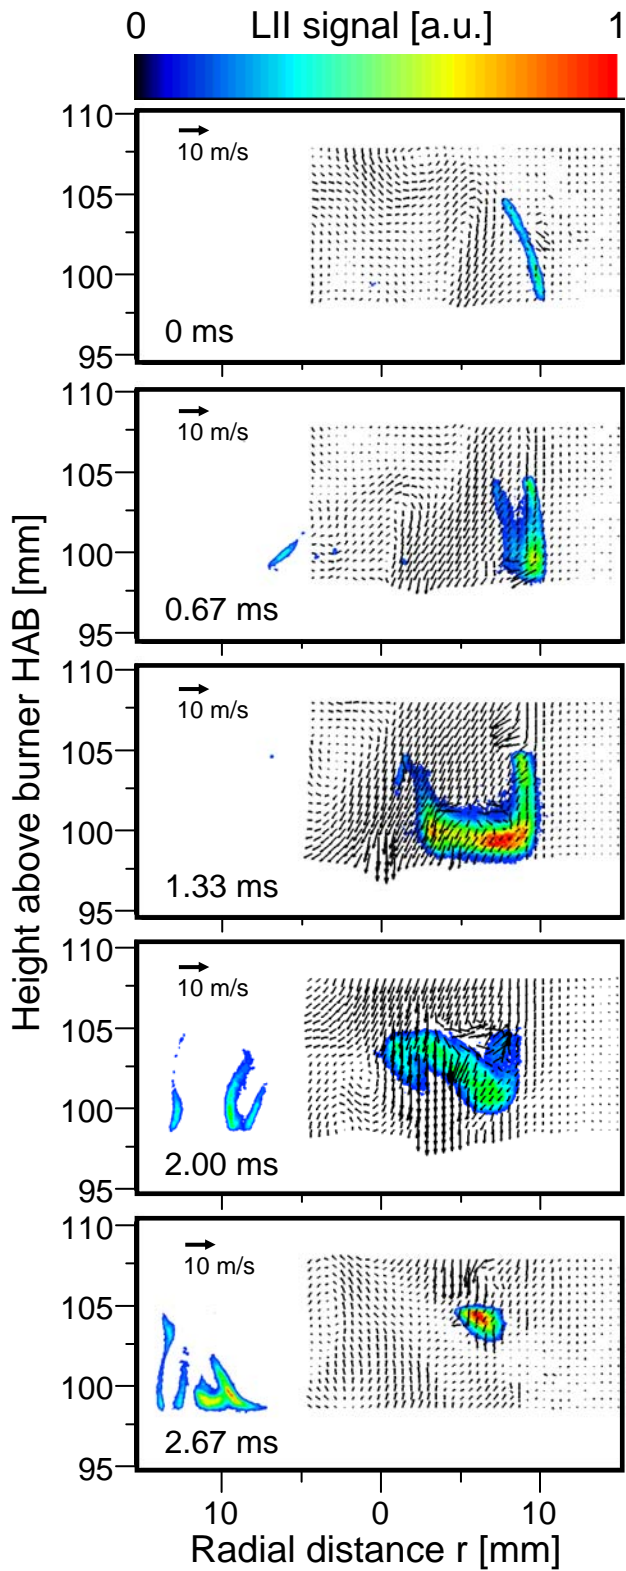 0 LII signal [a.u.] 1
110
105
100
95
10 m/s
0 ms
110
105
100
95
10 m/s
0.67 ms
110
105
100
95
10 m/s
1.33 ms
110
105
100
95
10 m/s
2.00 ms
110
105
100
95
10 m/s
2.67 ms
Height above burner HAB [mm]
10 0 10
Radial distance r [mm]